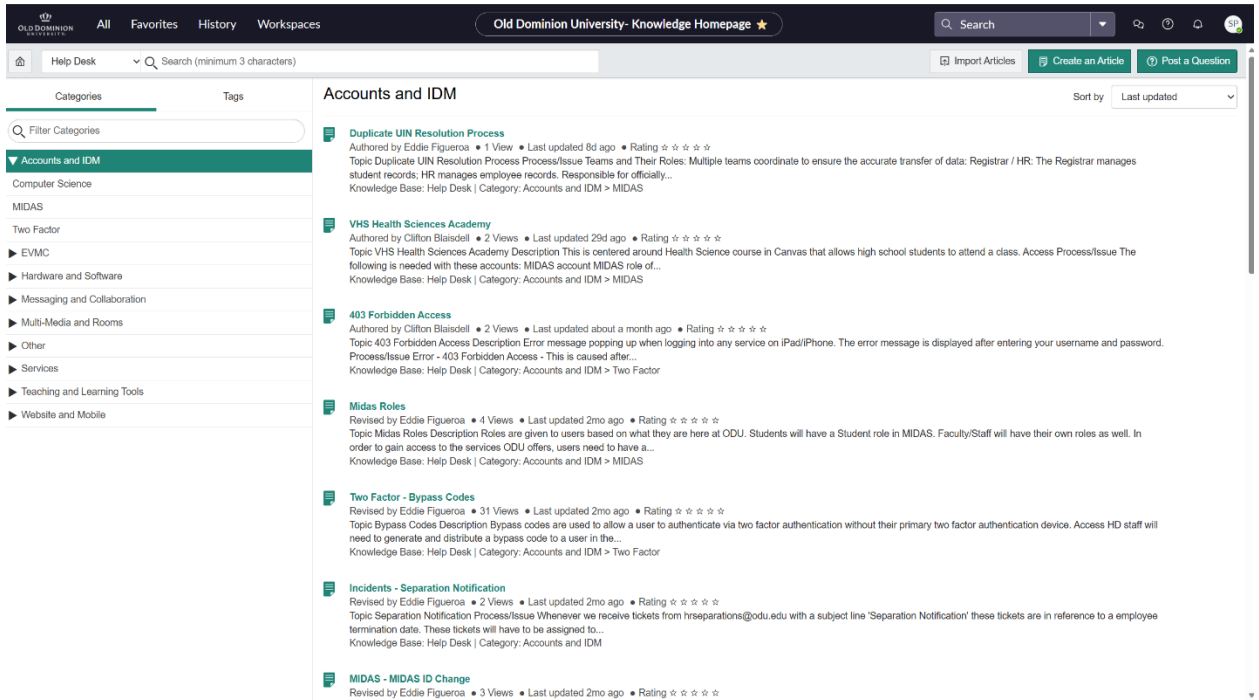 OLD DOMINION
UNIVERSITY
All
Favorites
History
Workspaces
Old Dominion University- Knowledge Homepage
Search
SP
Help Desk
Search (minimum 3 characters)
Import Articles
Create an Article
Post a Question
Categories
Tags
Filter Categories
Accounts and IDM
Computer Science
MIDAS
Two Factor
EVMC
Hardware and Software
Messaging and Collaboration
Multi-Media and Rooms
Other
Services
Teaching and Learning Tools
Website and Mobile
Accounts and IDM
Sort by
Last updated
Duplicate UIN Resolution Process
Authored by Eddie Figueroa ● 1 View ● Last updated 8d ago ● Rating ☆ ☆ ☆ ☆ ☆
Topic Duplicate UIN Resolution Process Process/Issue Teams and Their Roles: Multiple teams coordinate to ensure the accurate transfer of data: Registrar / HR: The Registrar manages
student records; HR manages employee records. Responsible for officially...
Knowledge Base: Help Desk | Category: Accounts and IDM > MIDAS
VHS Health Sciences Academy
Authored by Clifton Blaisdell ● 2 Views ● Last updated 29d ago ● Rating ☆ ☆ ☆ ☆ ☆
Topic VHS Health Sciences Academy Description This is centered around Health Science course in Canvas that allows high school students to attend a class. Access Process/Issue The
following is needed with these accounts: MIDAS account MIDAS role of...
Knowledge Base: Help Desk | Category: Accounts and IDM > MIDAS
403 Forbidden Access
Authored by Clifton Blaisdell ● 2 Views ● Last updated about a month ago ● Rating ☆ ☆ ☆ ☆ ☆
Topic 403 Forbidden Access Description Error message popping up when logging into any service on iPad/iPhone. The error message is displayed after entering your username and password.
Process/Issue Error - 403 Forbidden Access - This is caused after...
Knowledge Base: Help Desk | Category: Accounts and IDM > Two Factor
Midas Roles
Revised by Eddie Figueroa ● 4 Views ● Last updated 2mo ago ● Rating ☆ ☆ ☆ ☆ ☆
Topic Midas Roles Description Roles are given to users based on what they are here at ODU. Students will have a Student role in MIDAS. Faculty/Staff will have their own roles as well. In
order to gain access to the services ODU offers, users need to have a...
Knowledge Base: Help Desk | Category: Accounts and IDM > MIDAS
Two Factor - Bypass Codes
Revised by Eddie Figueroa ● 31 Views ● Last updated 2mo ago ● Rating ☆ ☆ ☆ ☆ ☆
Topic Bypass Codes Description Bypass codes are used to allow a user to authenticate via two factor authentication without their primary two factor authentication device. Access HD staff will
need to generate and distribute a bypass code to a user in the...
Knowledge Base: Help Desk | Category: Accounts and IDM > Two Factor
Incidents - Separation Notification
Revised by Eddie Figueroa ● 2 Views ● Last updated 2mo ago ● Rating ☆ ☆ ☆ ☆ ☆
Topic Separation Notification Process/Issue Whenever we receive tickets from hrseparations@odu.edu with a subject line 'Separation Notification' these tickets are in reference to a employee
termination date. These tickets will have to be assigned to...
Knowledge Base: Help Desk | Category: Accounts and IDM
MIDAS - MIDAS ID Change
Revised by Eddie Figueroa ● 3 Views ● Last updated 2mo ago ● Rating ☆ ☆ ☆ ☆ ☆